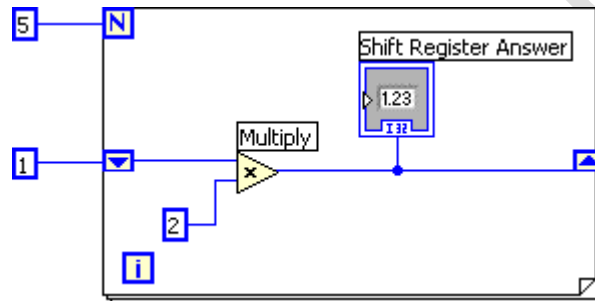 5
N
Shift Register Answer
1.23
I32
Multiply
1
x
2
i